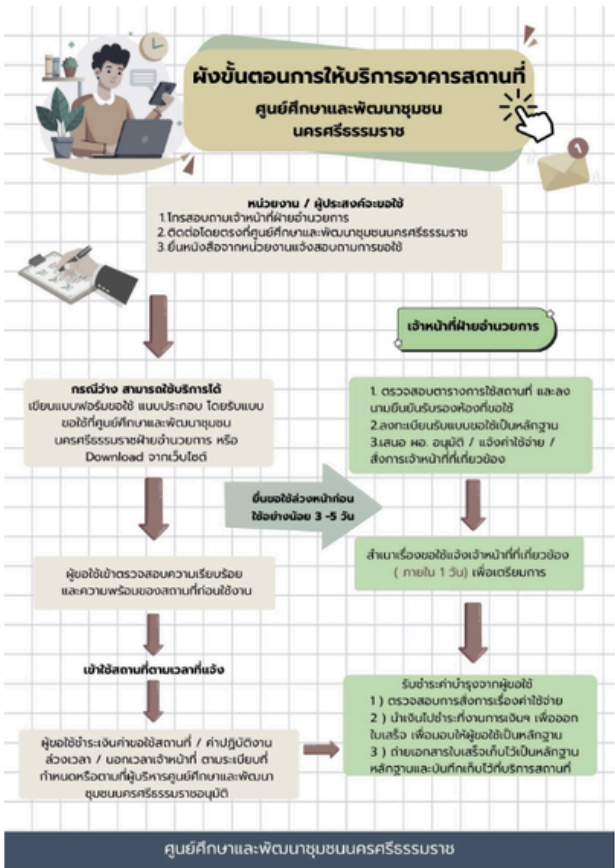 ผังขั้นตอนการให้บริการอาคารสถานที่
ศูนย์ศึกษาและพัฒนาชุมชน
นครศรีธรรมราช
1
หน่วยงาน / ผู้ประสงค์จะขอใช้
1.โทรสอบถามเจ้าหน้าที่ฝ่ายอำนวยการ
2.ติดต่อโดยตรงที่ศูนย์ศึกษาและพัฒนาชุมชนนครศรีธรรมราช
3.ยื่นหนังสือจากหน่วยงานแจ้งสอบถามการขอใช้
กรณีว่าง สามารถใช้บริการได้
เขียนแบบฟอร์มขอใช้ แนบประกอบ โดยรับแบบ
ขอใช้ที่ศูนย์ศึกษาและพัฒนาชุมชน
นครศรีธรรมราชฝ่ายอำนวยการ หรือ
Download จากเว็บไซต์
ผู้ขอใช้เข้าตรวจสอบความเรียบร้อย
และความพร้อมของสถานที่ก่อนใช้งาน
เข้าใช้สถานที่ตามเวลาที่แจ้ง
ผู้ขอใช้ชำระเงินค่าขอใช้สถานที่ / ค่าปฏิบัติงาน
ล่วงเวลา / นอกเวลาเจ้าหน้าที่ ตามระเบียบที่
กำหนดหรือตามที่ผู้บริหารศูนย์ศึกษาและพัฒนา
ชุมชนนครศรีธรรมราชอนุมัติ
ยื่นขอใช้ล่วงหน้าก่อน
ใช้อย่างน้อย 3 -5 วัน
เจ้าหน้าที่ฝ่ายอำนวยการ
1. ตรวจสอบตารางการใช้สถานที่ และลง
นามยืนยันรับรองห้องที่ขอใช้
2.ลงทะเบียนรับแบบขอใช้เป็นหลักฐาน
3.เสนอ ผอ. อนุมัติ / แจ้งค่าใช้จ่าย /
สั่งการเจ้าหน้าที่ที่เกี่ยวข้อง
สำเนาเรื่องขอใช้แจ้งเจ้าหน้าที่ที่เกี่ยวข้อง
( ภายใน 1 วัน) เพื่อเตรียมการ
รับชำระค่าบำรุงจากผู้ขอใช้
1 ) ตรวจสอบการสั่งการเรื่องค่าใช้จ่าย
2 ) นำเงินไปชำระที่งานการเงินฯ เพื่อออก
ใบเสร็จ เพื่อมอบให้ผู้ขอใช้เป็นหลักฐาน
3 ) ถ่ายเอกสารใบเสร็จเก็บไว้เป็นหลักฐาน
หลักฐานและบันทึกเก็บไว้ที่บริการสถานที่
ศูนย์ศึกษาและพัฒนาชุมชนนครศรีธรรมราช